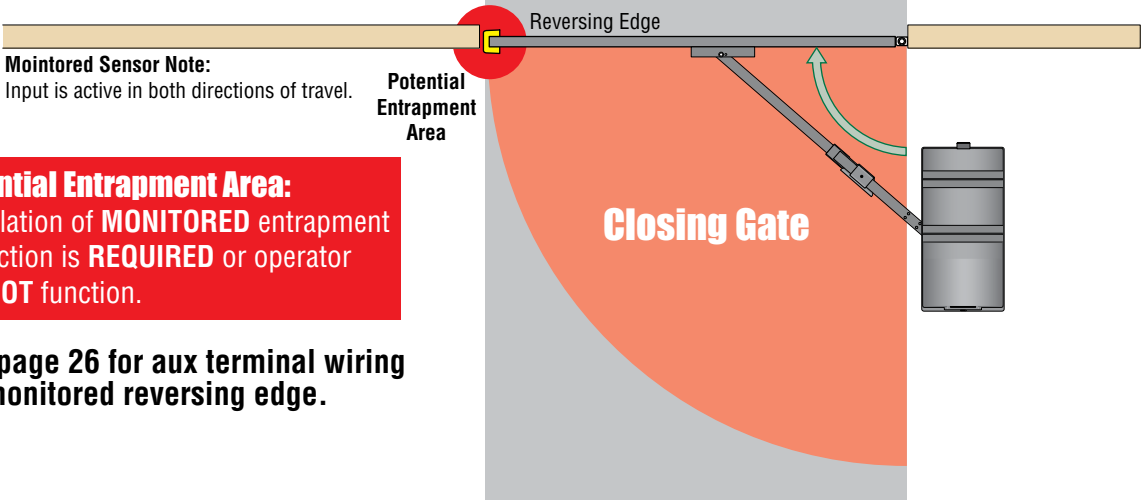 Reversing Edge
Mointored Sensor Note:
Input is active in both directions of travel.
Potential
Entrapment
Area
ntial Entrapment Area:
lation of MONITORED entrapment
ction is REQUIRED or operator
OT function.
Closing Gate
page 26 for aux terminal wiring
nonitored reversing edge.